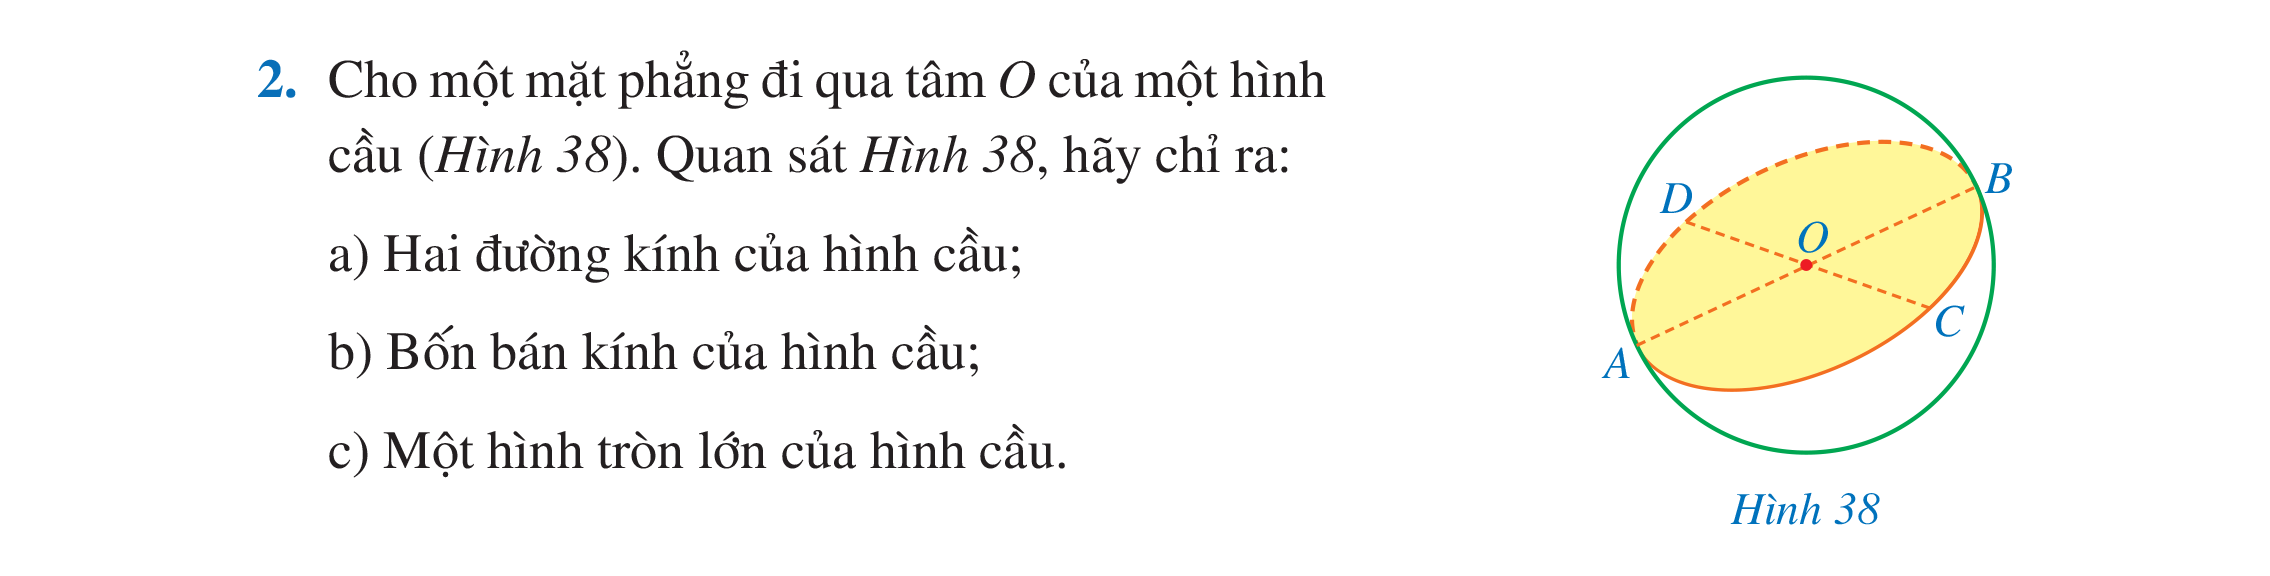 2. Cho một mặt phẳng đi qua tâm O của một hình
cầu (Hình 38). Quan sát Hình 38, hãy chỉ ra:
a) Hai đường kính của hình cầu;
b) Bốn bán kính của hình cầu;
c) Một hình tròn lớn của hình cầu.
B
D
O
C
A
Hình 38